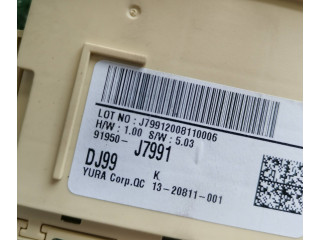 LOT NO : J79912008110006
H/W : 1.00 S/W : 5.03
91950- J7991
DJ99 K
YURA Corp.QC 13-20811-001